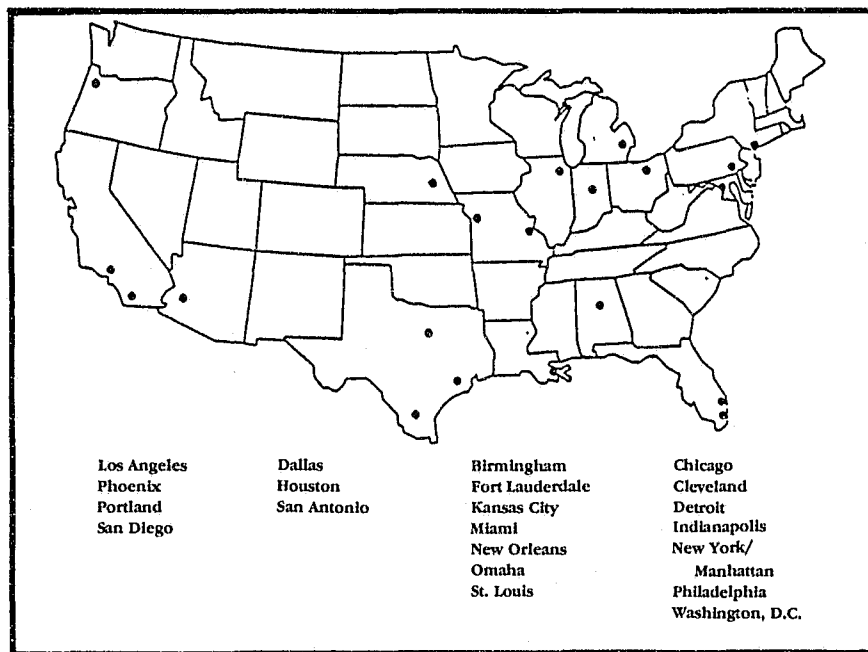 Los Angeles
Phoenix
Portland
San Diego
Dallas
Houston
San Antonio
Birmingham
Fort Lauderdale
Kansas City
Miami
New Orleans
Omaha
St. Louis
Chicago
Cleveland
Detroit
Indianapolis
New York/
Manhattan
Philadelphia
Washington, D.C.